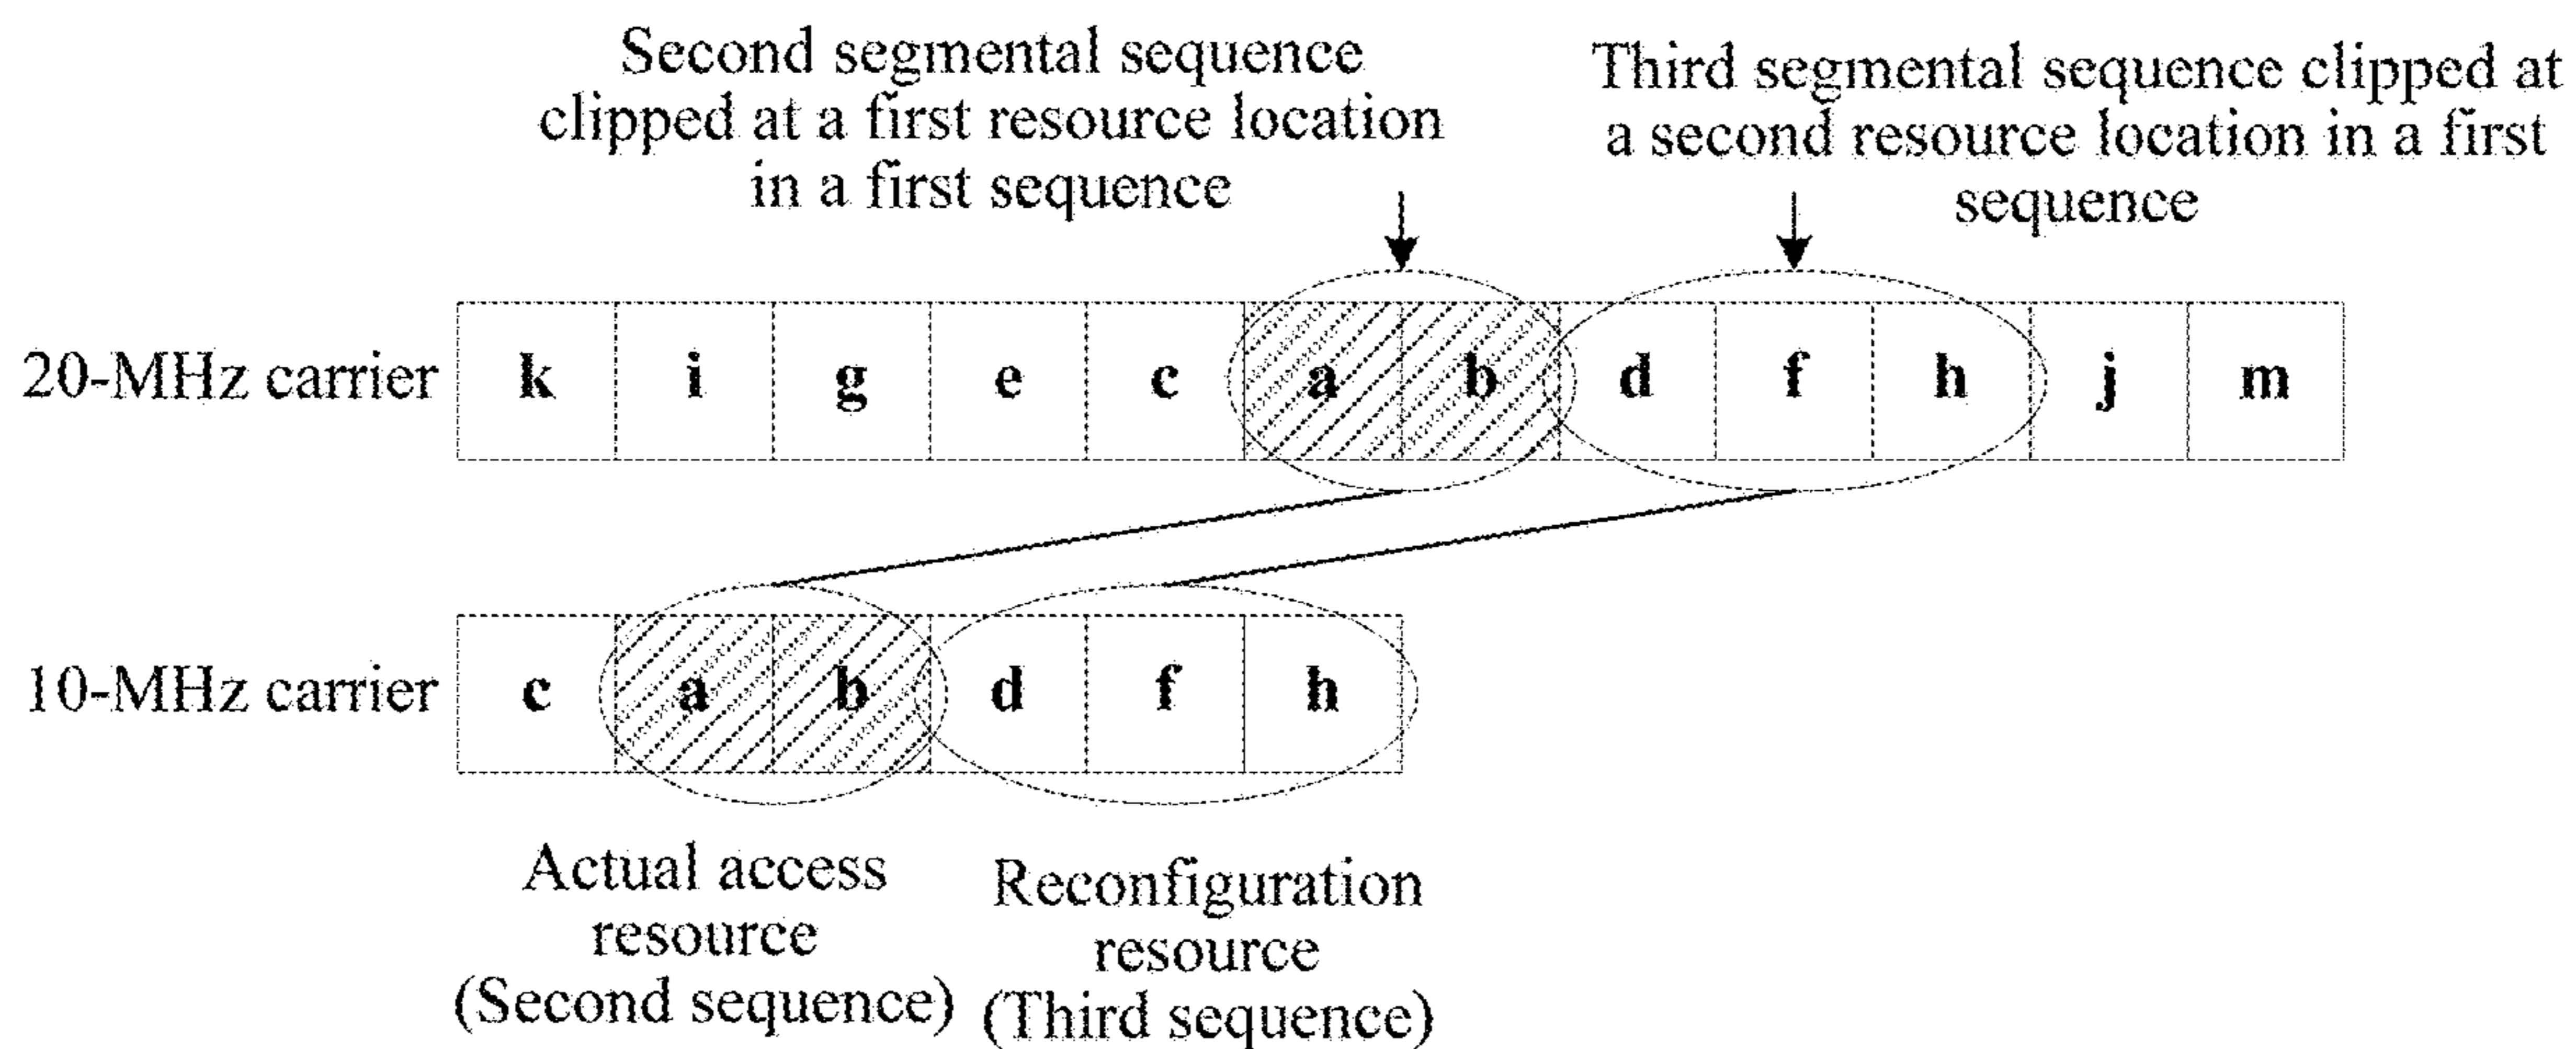 Second segmental sequence
clipped at a first resource location
in a first sequence
Third segmental sequence clipped at
a second resource location in a first
sequence
20-MHz carrier k i g e c a b d f h j m
10-MHz carrier c a b d f h
Actual access
resource
(Second sequence)
Reconfiguration
resource
(Third sequence)